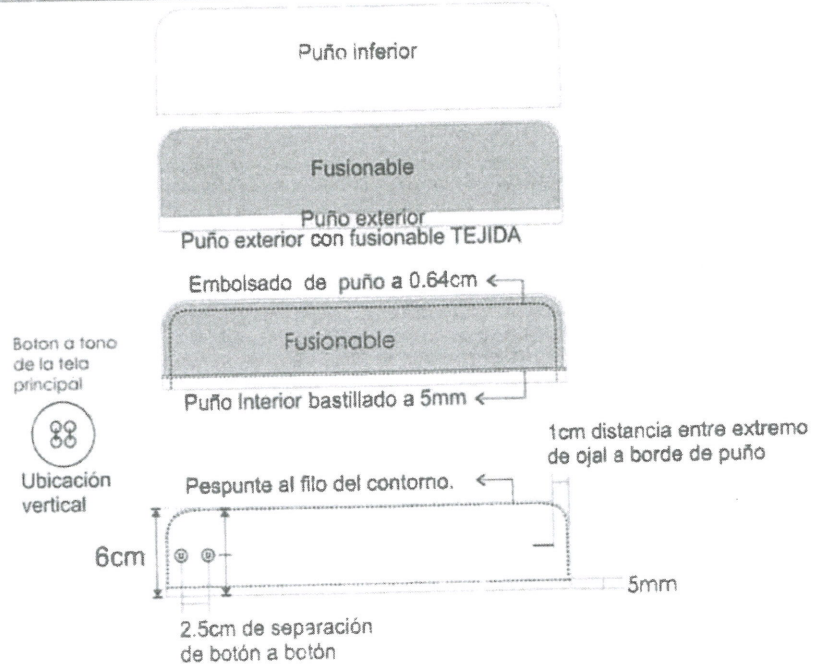 Puño inferior
Fusionable
Puño exterior
Puño exterior con fusionable TEJIDA
Embolsado de puño a 0.64cm
Fusionable
Boton a tono
de la tela
principal
Puño Interior bastillado a 5mm
1cm distancia entre extremo
de ojal a borde de puño
Ubicación
vertical
Pespunte al filo del contorno.
6cm
5mm
2.5cm de separación
de botón a botón